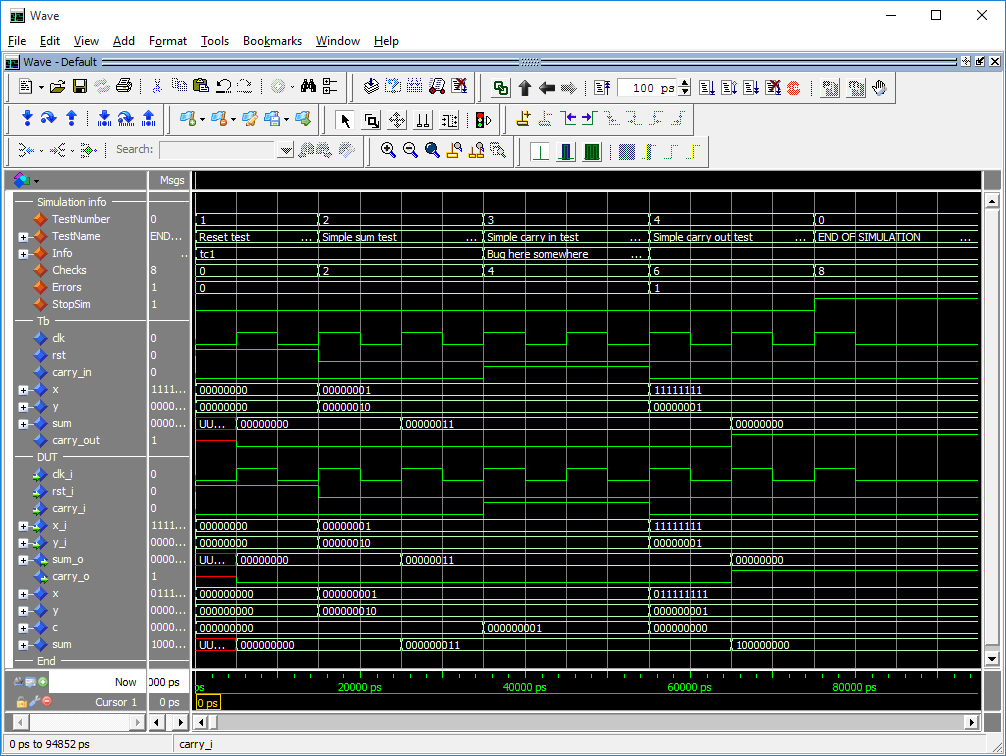 Wave
File Edit View Add Format Tools Bookmarks Window Help
Wave - Default
100 ps
Search:
Msgs
Simulation info
TestNumber 0 1 2 3 4 0
TestName END... Reset test ... Simple sum test ... Simple carry in test ... Simple carry out test ... END OF SIMULATION ...
Info .. tc1 Bug here somewhere ...
Checks 8 0 2 4 6 8
Errors 1 0 1
StopSim 1
Tb
clk 0
rst 0
carry_in 0
x 1111... 00000000 00000001 11111111
y 0000... 00000000 00000010 00000001
sum 0000... UU... 00000000 00000011 00000000
carry_out 1
DUT
clk_i 0
rst_i 0
carry_i 0
x_i 1111... 00000000 00000001 11111111
y_i 0000... 00000000 00000010 00000001
sum_o 0000... UU... 00000000 00000011 00000000
carry_o 1
x 0111... 000000000 000000001 011111111
y 0000... 000000000 000000010 000000001
c 0000... 000000000 000000001 000000000
sum 1000... UU... 000000000 000000011 100000000
End
Now 000 ps ps 20000 ps 40000 ps 60000 ps 80000 ps
Cursor 1 0 ps 0 ps
0 ps to 94852 ps carry_i